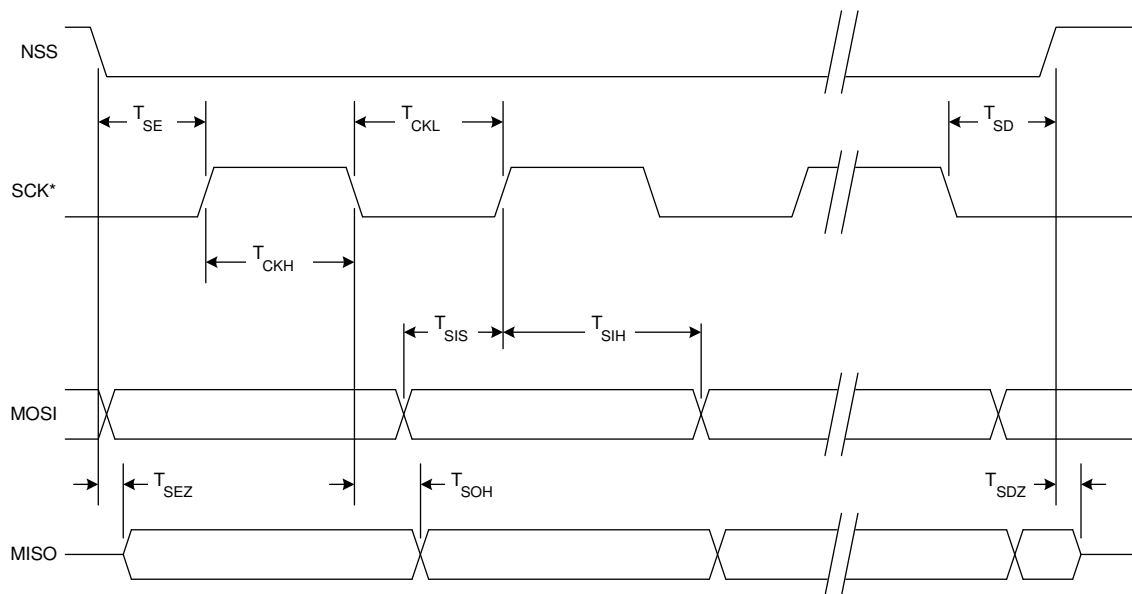 NSS
T_SE
T_CKL
T_SD
SCK*
T_CKH
T_SIS
T_SIH
MOSI
T_SEZ
T_SOH
T_SDZ
MISO